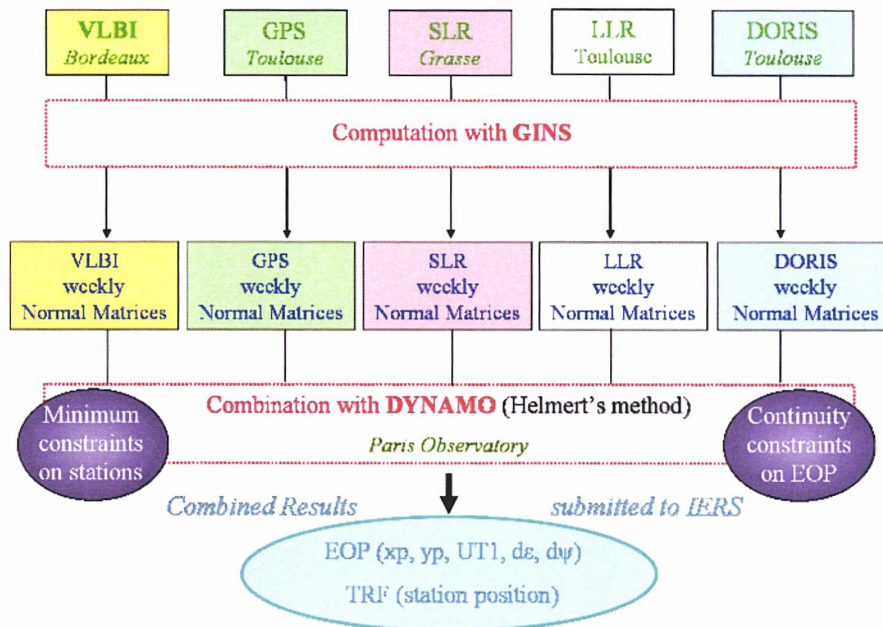 VLBI
Bordeaux
GPS
Toulouse
SLR
Grasse
LLR
Toulouse
DORIS
Toulouse
Computation with GINS
VLBI
weekly
Normal Matrices
GPS
weekly
Normal Matrices
SLR
weekly
Normal Matrices
LLR
weekly
Normal Matrices
DORIS
weekly
Normal Matrices
Minimum
constraints
on stations
Combination with DYNAMO (Helmert's method)
Paris Observatory
Continuity
constraints
on EOP
Combined Results
submitted to IERS
EOP (xp, yp, UT1, dε, dψ)
TRF (station position)